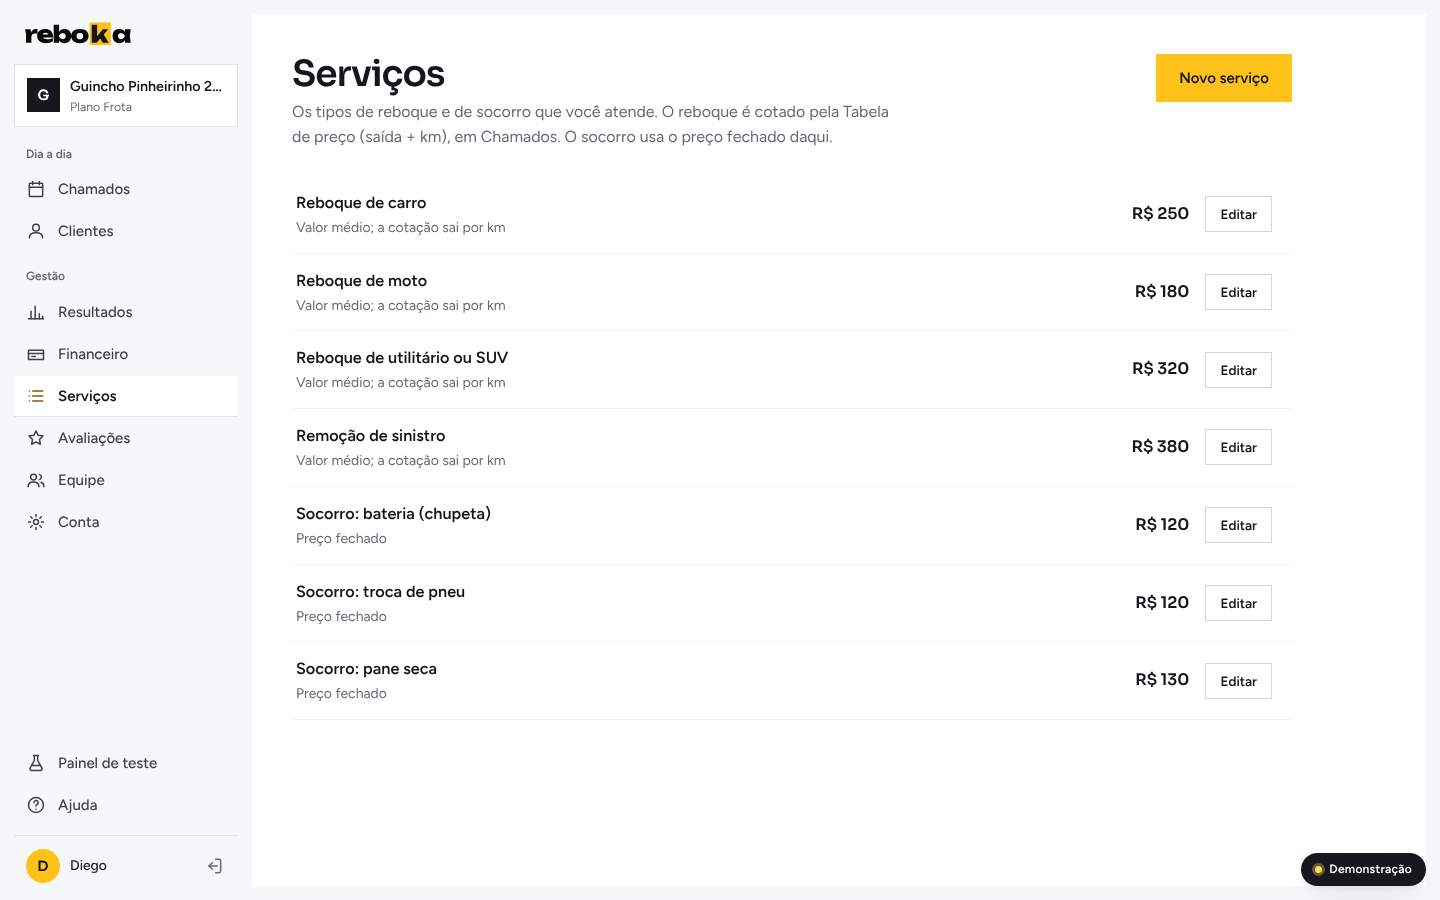 reboka
G
Guincho Pinheirinho 2...
Plano Frota
Dia a dia
Chamados
Clientes
Gestão
Resultados
Financeiro
Serviços
Avaliações
Equipe
Conta
Painel de teste
Ajuda
D
Diego
Serviços
Novo serviço
Os tipos de reboque e de socorro que você atende. O reboque é cotado pela Tabela
de preço (saída + km), em Chamados. O socorro usa o preço fechado daqui.
Reboque de carro
Valor médio; a cotação sai por km
R$ 250
Editar
Reboque de moto
Valor médio; a cotação sai por km
R$ 180
Editar
Reboque de utilitário ou SUV
Valor médio; a cotação sai por km
R$ 320
Editar
Remoção de sinistro
Valor médio; a cotação sai por km
R$ 380
Editar
Socorro: bateria (chupeta)
Preço fechado
R$ 120
Editar
Socorro: troca de pneu
Preço fechado
R$ 120
Editar
Socorro: pane seca
Preço fechado
R$ 130
Editar
Demonstração